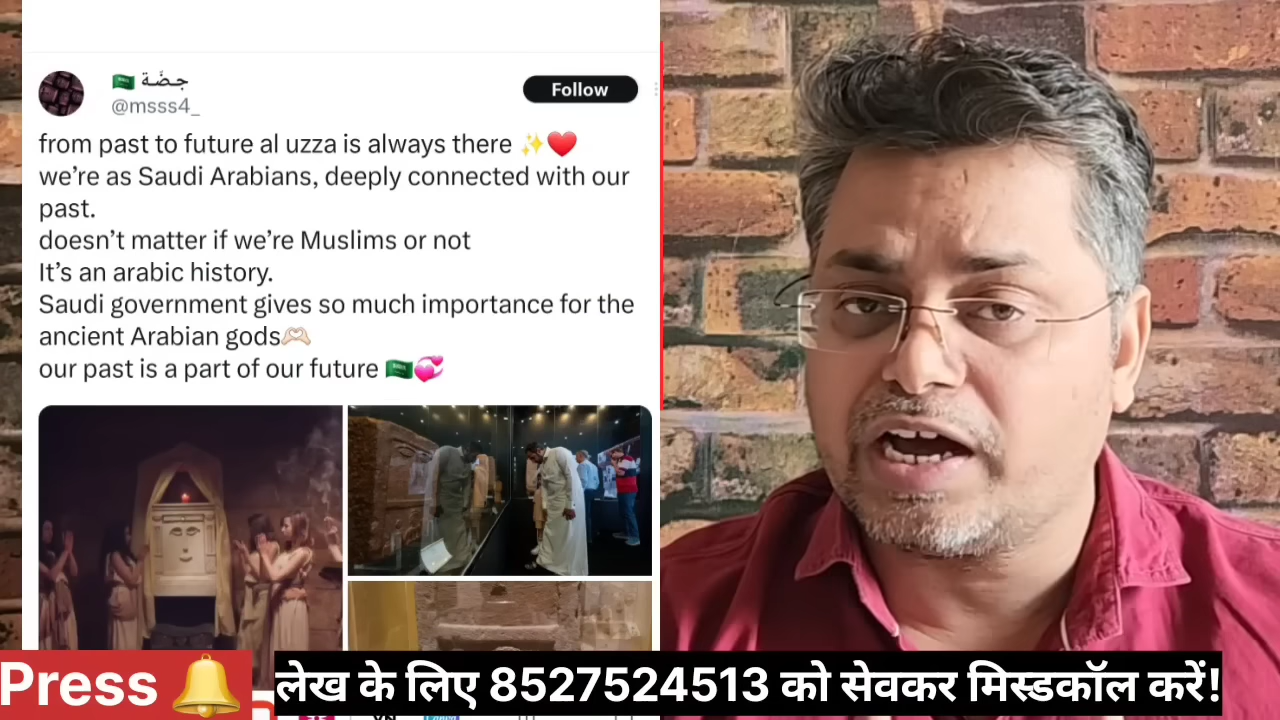 جضّة 🇸🇦
@msss4_
Follow
from past to future al uzza is always there ✨❤️
we’re as Saudi Arabians, deeply connected with our
past.
doesn’t matter if we’re Muslims or not
It’s an arabic history.
Saudi government gives so much importance for the
ancient Arabian gods🫶🏻
our past is a part of our future 🇸🇦💞
Press 🔔
लेख के लिए 8527524513 को सेवकर मिस्डकॉल करें!